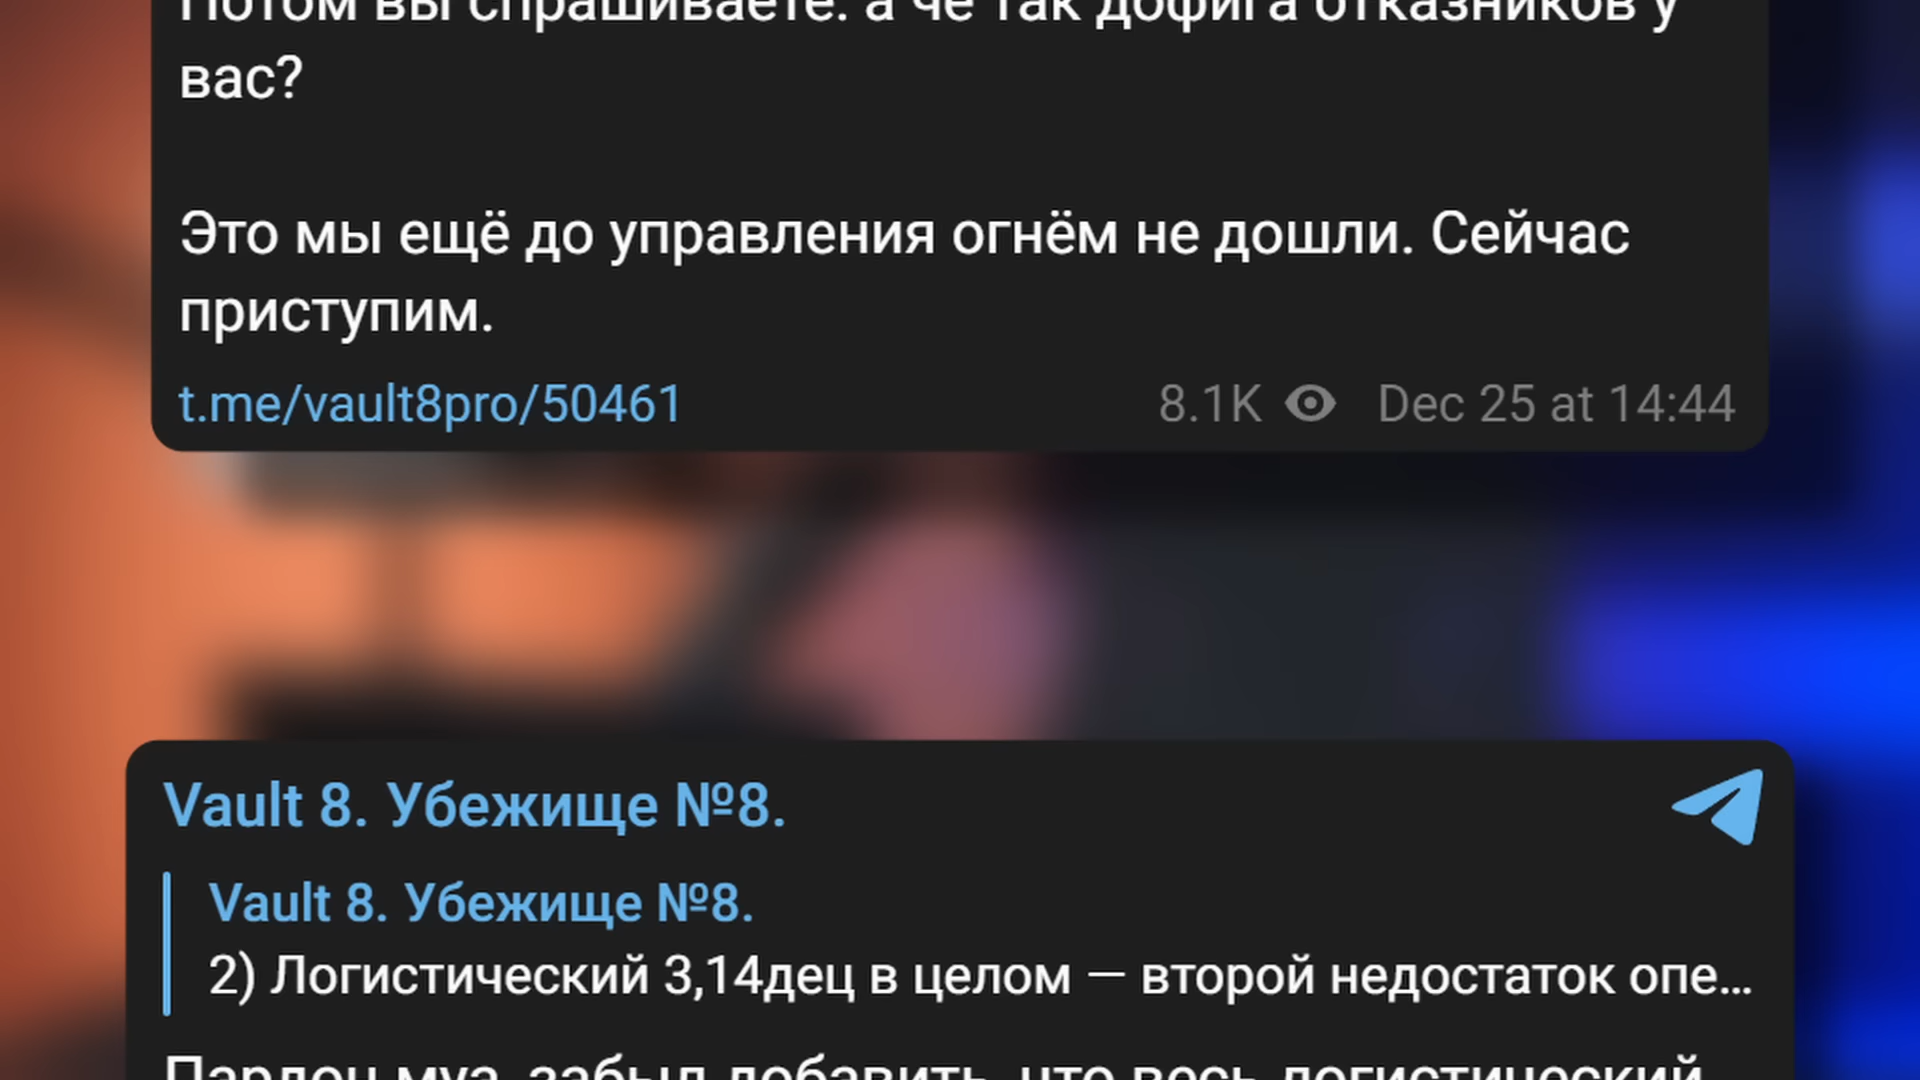 Потом вы спрашиваете: а чё так дофига отказников у
вас?
Это мы ещё до управления огнём не дошли. Сейчас
приступим.
t.me/vault8pro/50461 8.1K Dec 25 at 14:44
Vault 8. Убежище №8.
Vault 8. Убежище №8.
2) Логистический 3,14дец в целом — второй недостаток опе...
Пардон муа, забыл добавить, что весь логистический